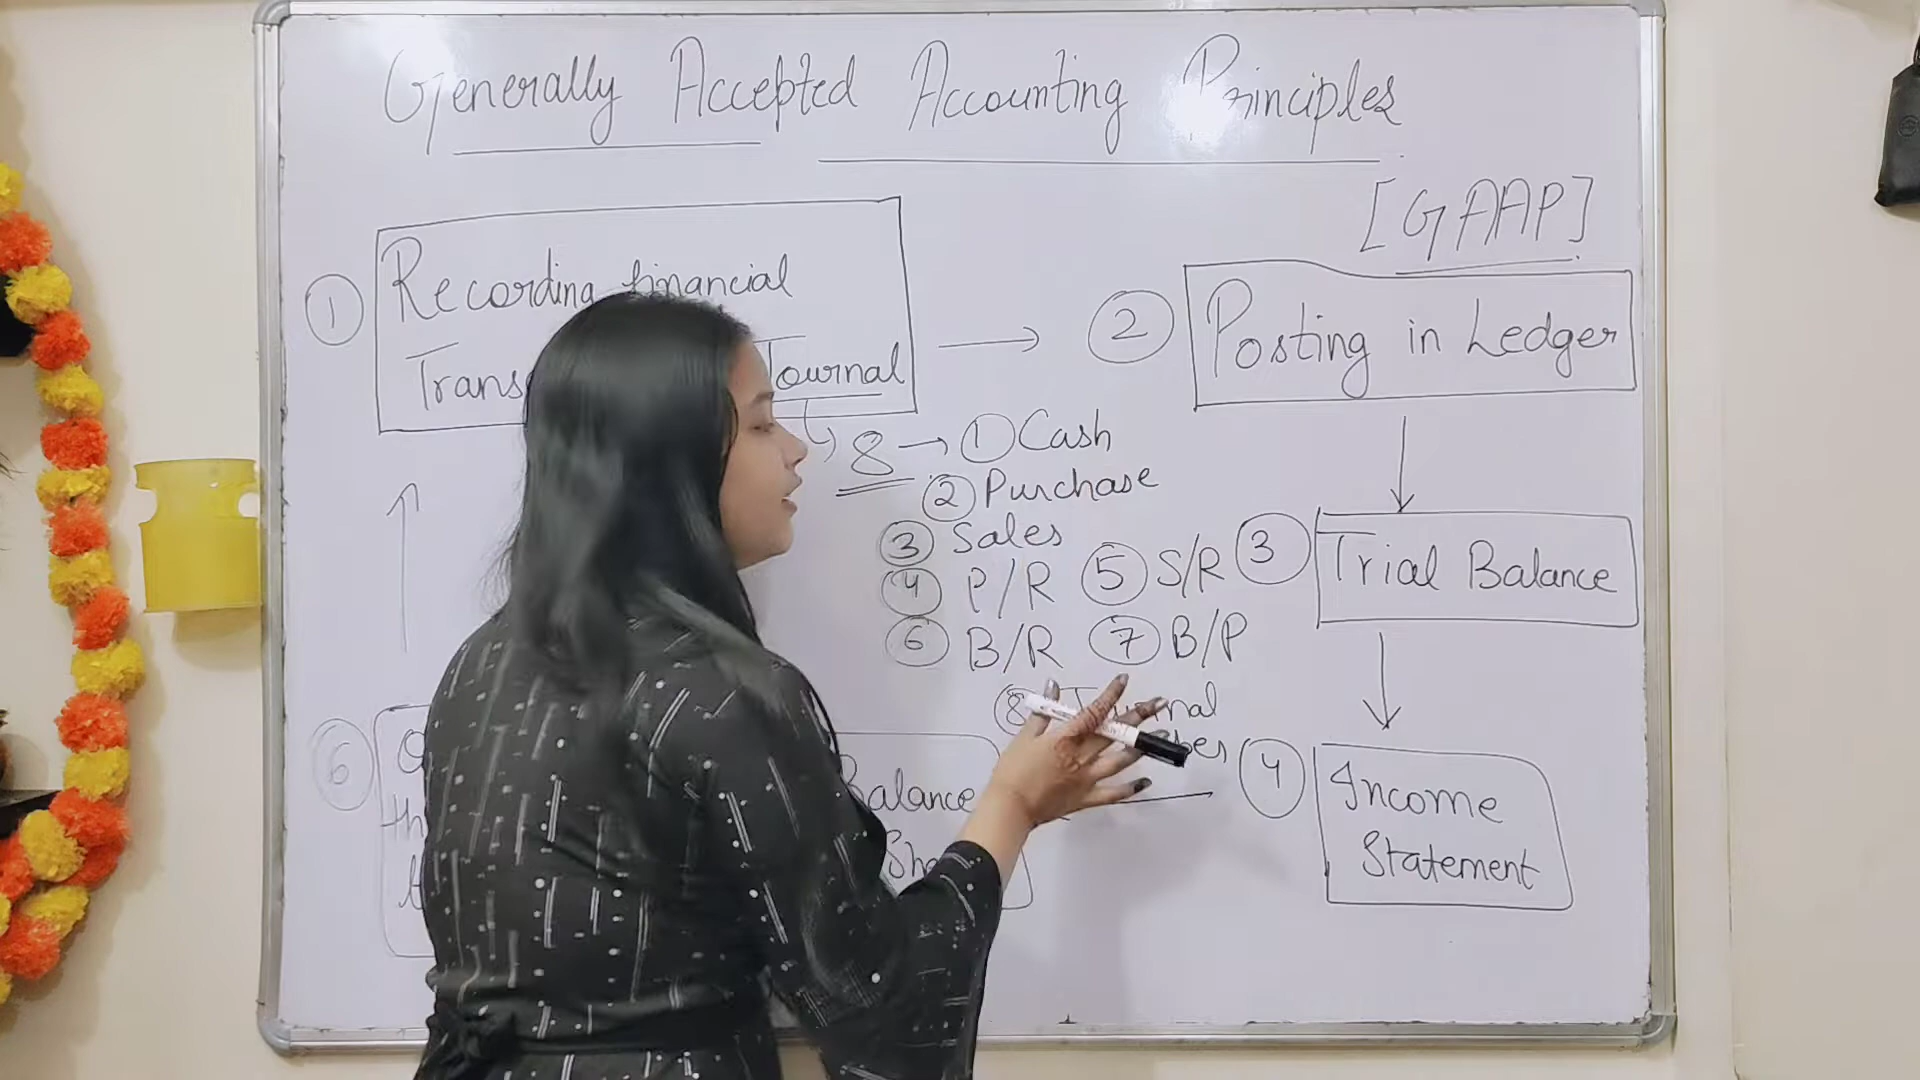 Generally Accepted Accounting Principles
[GAAP]
① Recording financial
Journal
② Posting in Ledger
8 → ① Cash
② Purchase
③ Sales
④ P/R ⑤ S/R
⑥ B/R ⑦ B/P
⑧
③ Trial Balance
④ Income
Statement
Balance
⑥